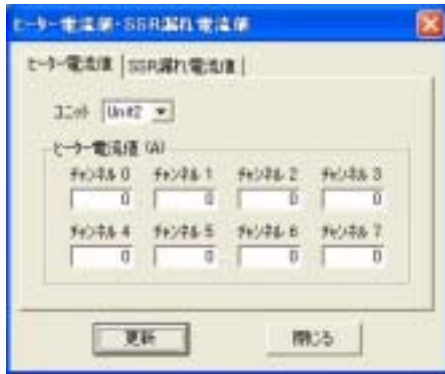 ヒーター電流値・SSR漏れ電流値
ヒーター電流値 SSR漏れ電流値
ユニット Unit2
ヒーター電流値 (A)
チャンネル 0 チャンネル 1 チャンネル 2 チャンネル 3
0 0 0 0
チャンネル 4 チャンネル 5 チャンネル 6 チャンネル 7
0 0 0 0
更新 閉じる